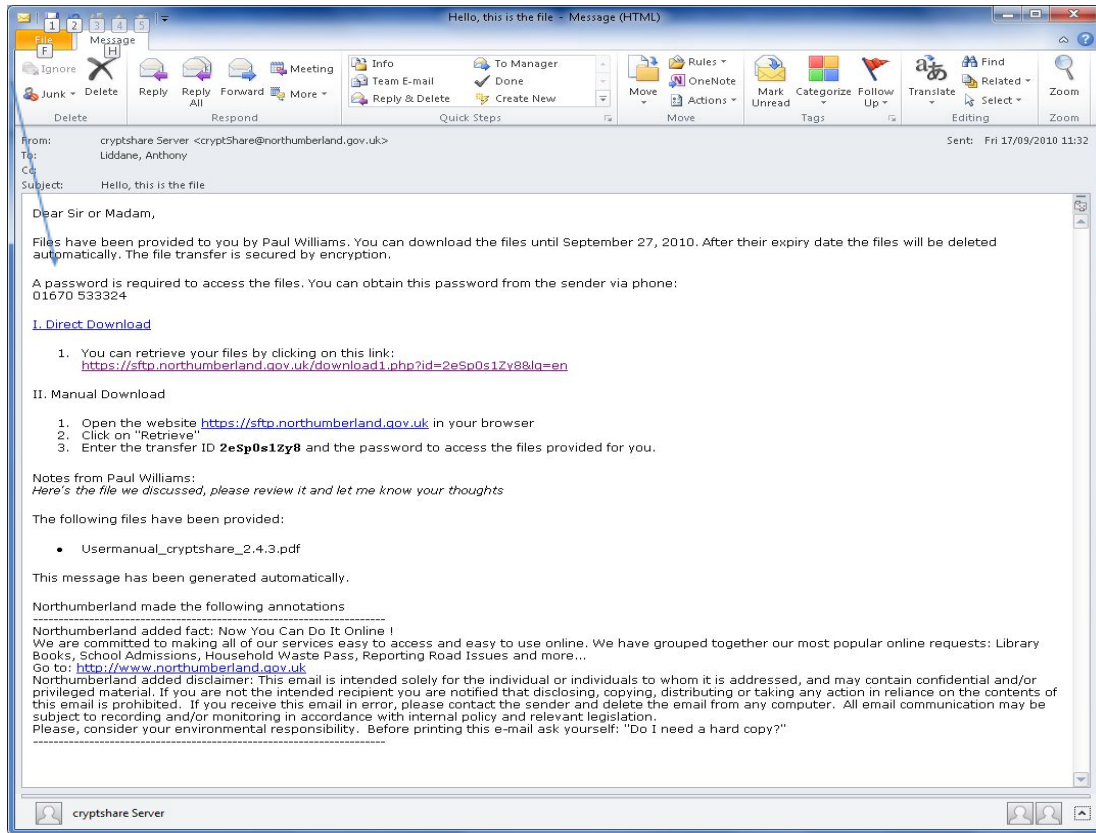 Hello, this is the file - Message (HTML)
1 2 3 4 5
File Message
F H
Ignore
Junk
Delete
Reply
Reply All
Forward
Meeting
More
Info
Team E-mail
Reply & Delete
To Manager
Done
Create New
Move
Rules
OneNote
Actions
Mark Unread
Categorize
Follow Up
Translate
Find
Related
Select
Zoom
Delete Respond Quick Steps Move Tags Editing Zoom
From: cryptshare Server <cryptShare@northumberland.gov.uk> Sent: Fri 17/09/2010 11:32
To: Liddane, Anthony
Cc:
Subject: Hello, this is the file
Dear Sir or Madam,
Files have been provided to you by Paul Williams. You can download the files until September 27, 2010. After their expiry date the files will be deleted
automatically. The file transfer is secured by encryption.
A password is required to access the files. You can obtain this password from the sender via phone:
01670 533324
I. Direct Download
1. You can retrieve your files by clicking on this link:
https://sftp.northumberland.gov.uk/download1.php?id=2eSp0s1Zy8&lg=en
II. Manual Download
1. Open the website https://sftp.northumberland.gov.uk in your browser
2. Click on "Retrieve"
3. Enter the transfer ID 2eSp0s1Zy8 and the password to access the files provided for you.
Notes from Paul Williams:
Here's the file we discussed, please review it and let me know your thoughts
The following files have been provided:
• Usermanual_cryptshare_2.4.3.pdf
This message has been generated automatically.
Northumberland made the following annotations
----------------------------------------------------------------------
Northumberland added fact: Now You Can Do It Online !
We are committed to making all of our services easy to access and easy to use online. We have grouped together our most popular online requests: Library
Books, School Admissions, Household Waste Pass, Reporting Road Issues and more...
Go to: http://www.northumberland.gov.uk
Northumberland added disclaimer: This email is intended solely for the individual or individuals to whom it is addressed, and may contain confidential and/or
privileged material. If you are not the intended recipient you are notified that disclosing, copying, distributing or taking any action in reliance on the contents of
this email is prohibited. If you receive this email in error, please contact the sender and delete the email from any computer. All email communication may be
subject to recording and/or monitoring in accordance with internal policy and relevant legislation.
Please, consider your environmental responsibility. Before printing this e-mail ask yourself: "Do I need a hard copy?"
----------------------------------------------------------------------
cryptshare Server